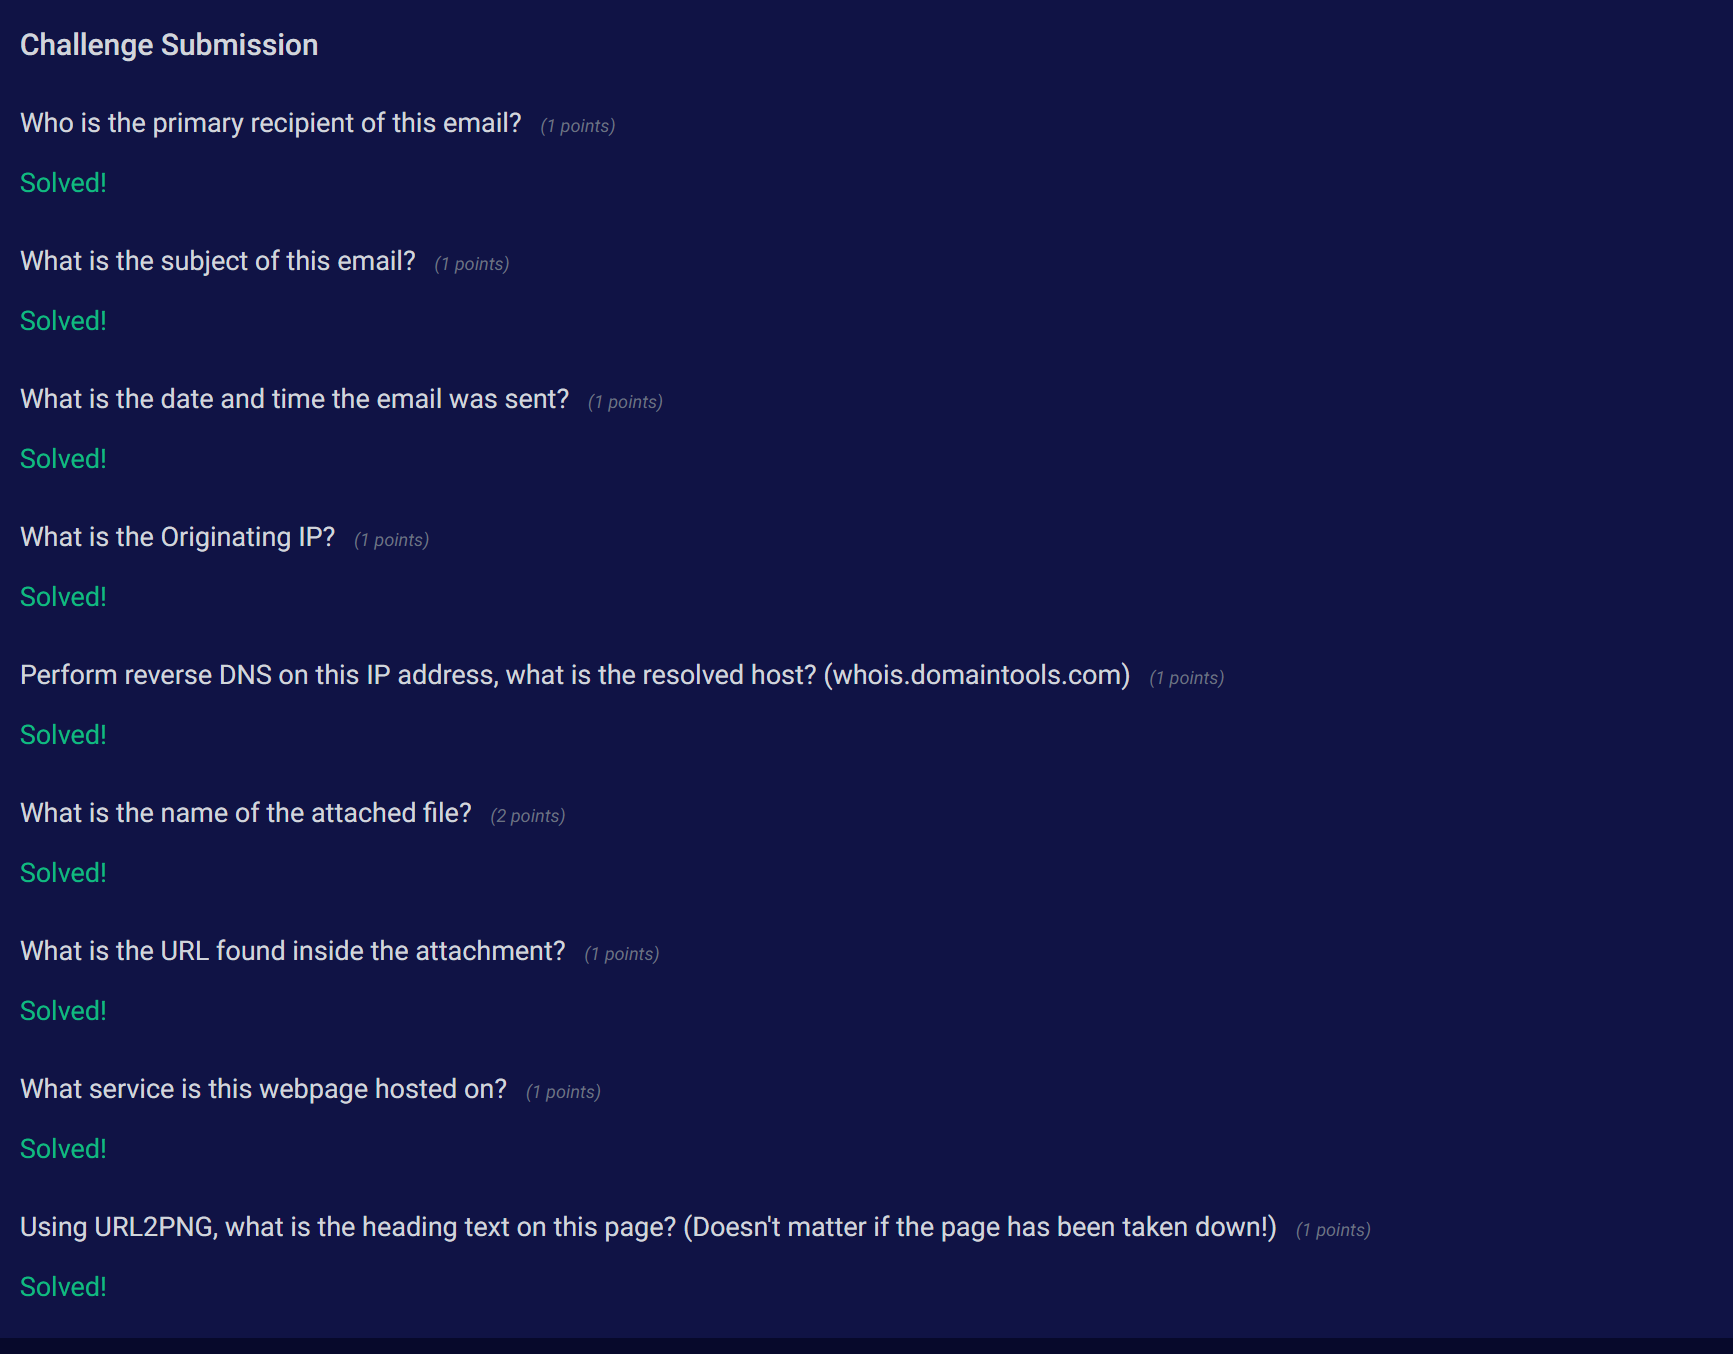 Challenge Submission
Who is the primary recipient of this email? (1 points)
Solved!
What is the subject of this email? (1 points)
Solved!
What is the date and time the email was sent? (1 points)
Solved!
What is the Originating IP? (1 points)
Solved!
Perform reverse DNS on this IP address, what is the resolved host? (whois.domaintools.com) (1 points)
Solved!
What is the name of the attached file? (2 points)
Solved!
What is the URL found inside the attachment? (1 points)
Solved!
What service is this webpage hosted on? (1 points)
Solved!
Using URL2PNG, what is the heading text on this page? (Doesn't matter if the page has been taken down!) (1 points)
Solved!